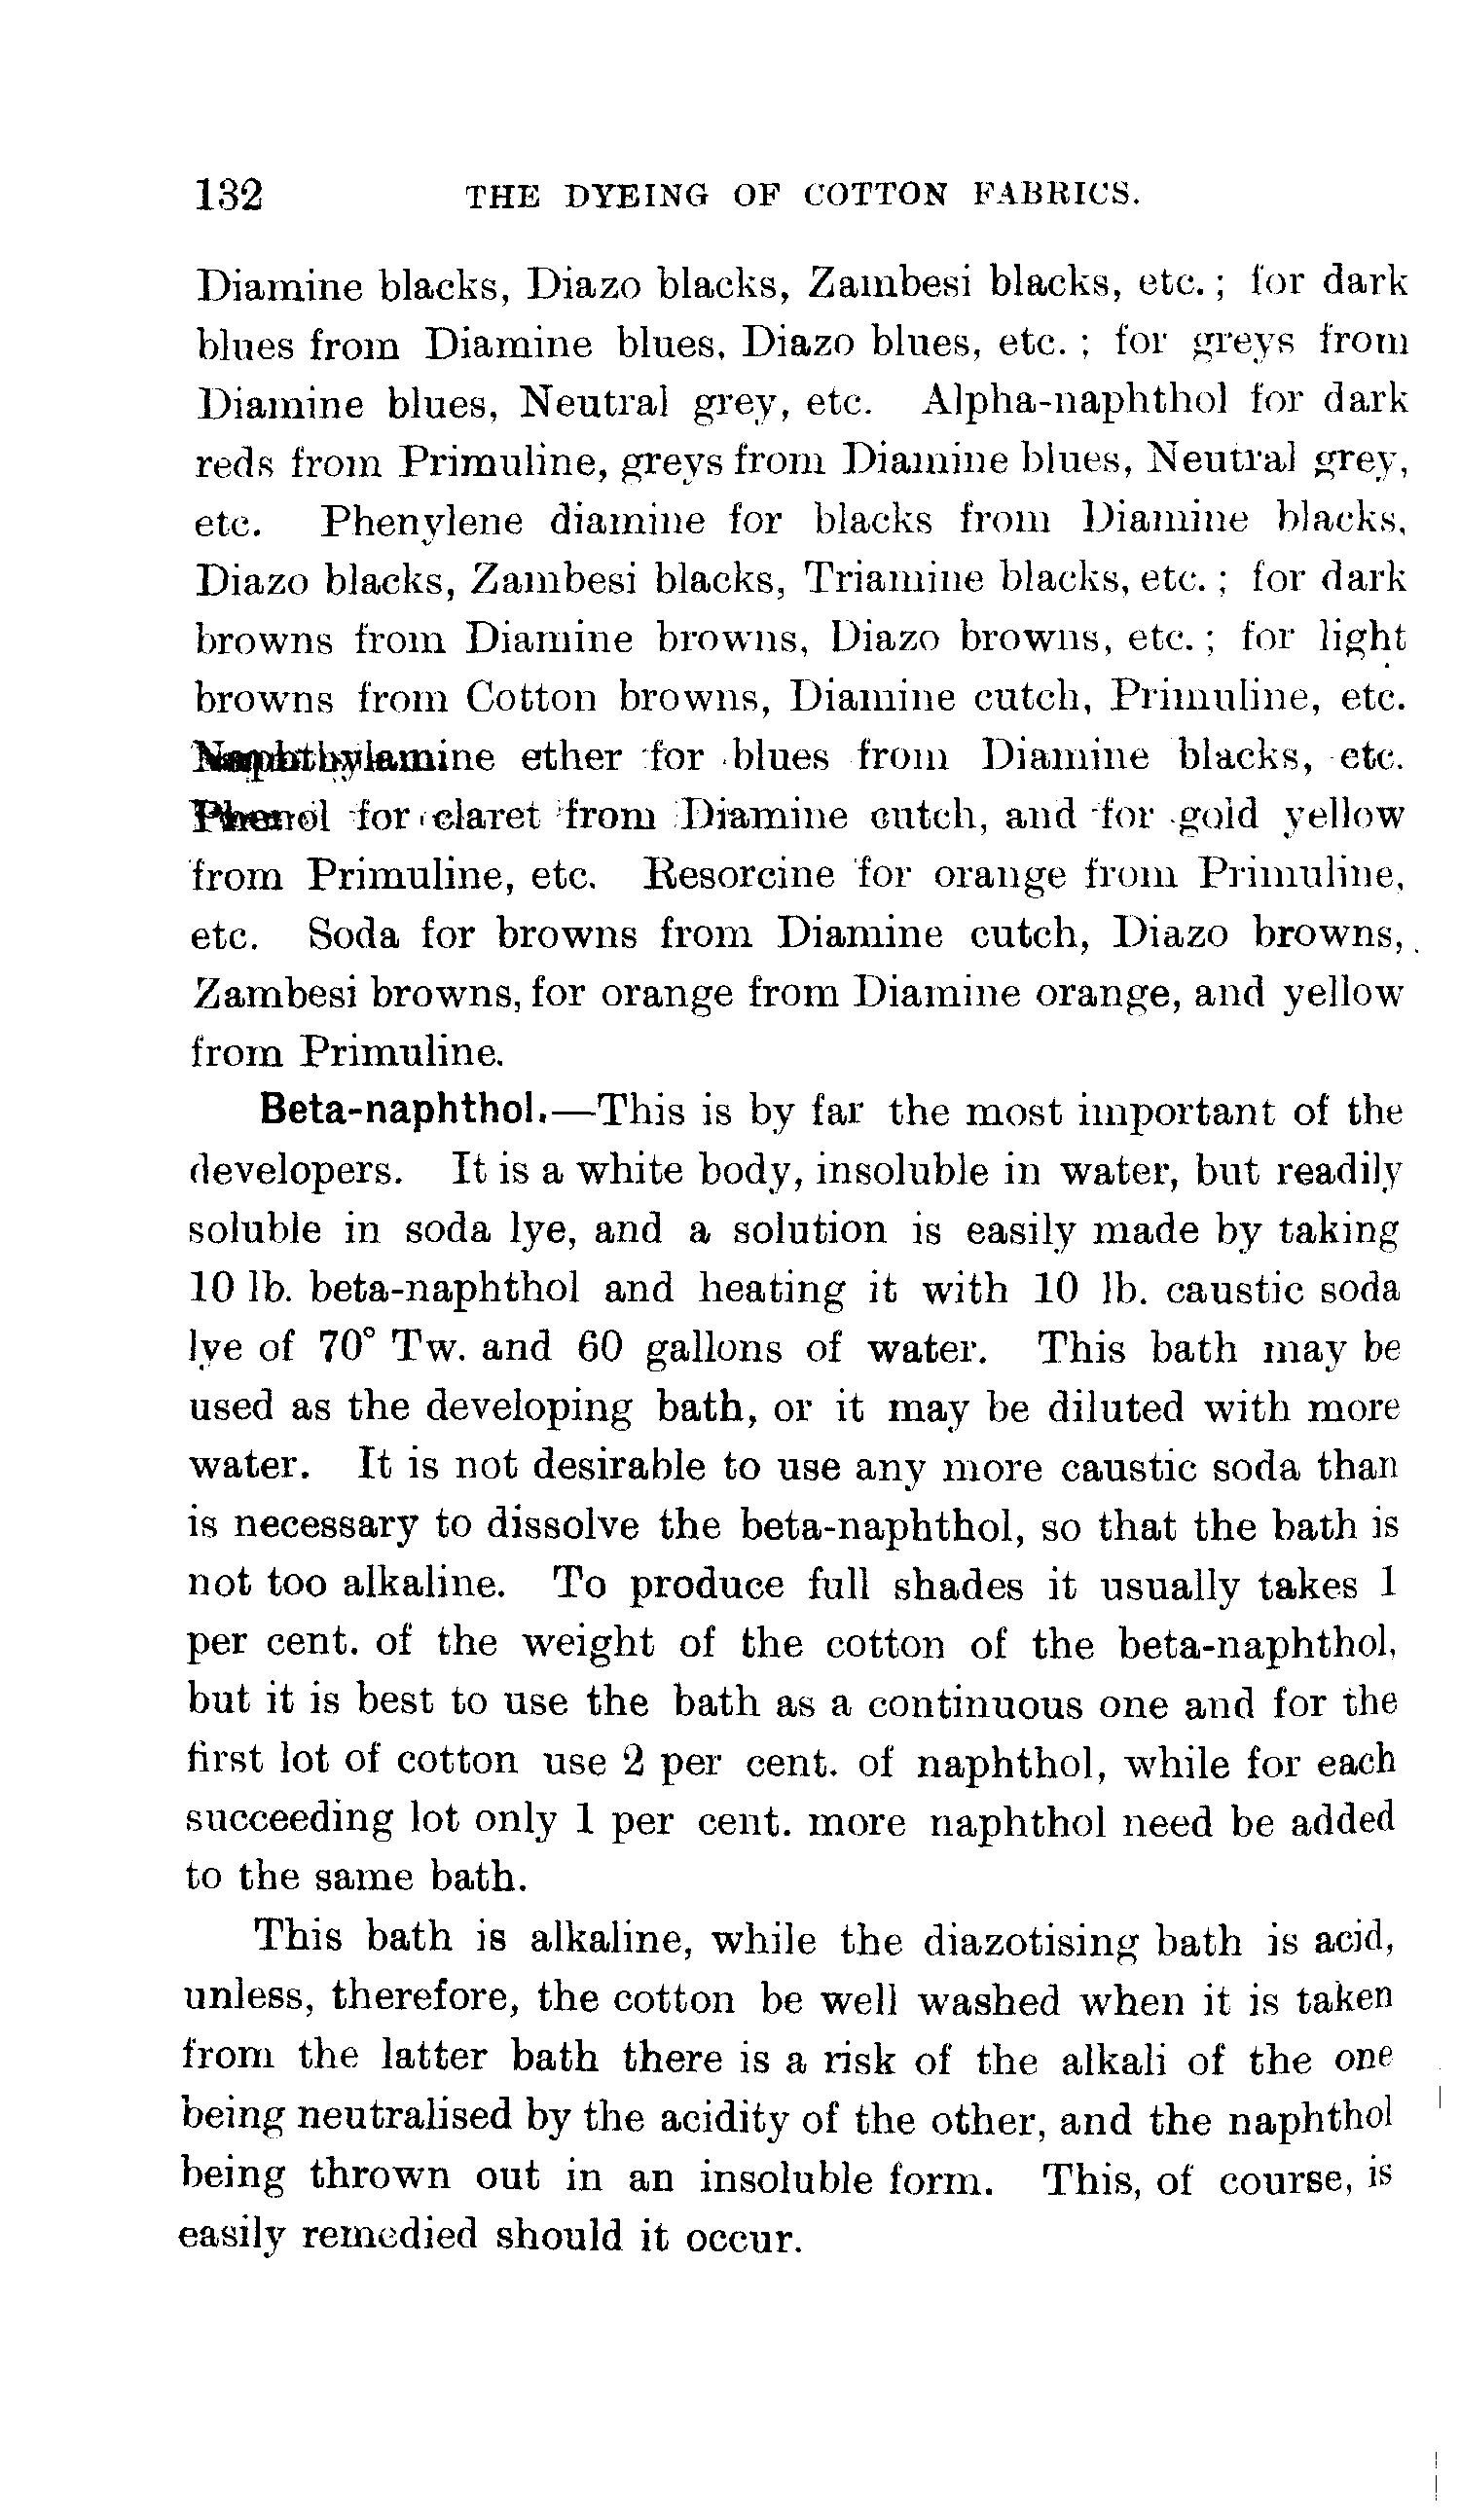 132 THE DYEING OF COTTON FABRICS.
Diamine blacks, Diazo blacks, Zambesi blacks, etc. ; for dark
blues from Diamine blues, Diazo blues, etc. ; for greys from
Diamine blues, Neutral grey, etc. Alpha-naphthol for dark
reds from Primuline, greys from Diamine blues, Neutral grey,
etc. Phenylene diamine for blacks from Diamine blacks,
Diazo blacks, Zambesi blacks, Triamine blacks, etc. ; for dark
browns from Diamine browns, Diazo browns, etc. ; for light
browns from Cotton browns, Diamine cutch, Primuline, etc.
Naphthylamine ether for blues from Diamine blacks, etc.
Phenol for claret from Diamine cutch, and for gold yellow
from Primuline, etc. Resorcine for orange from Primuline,
etc. Soda for browns from Diamine cutch, Diazo browns,
Zambesi browns, for orange from Diamine orange, and yellow
from Primuline.
Beta-naphthol.—This is by far the most important of the
developers. It is a white body, insoluble in water, but readily
soluble in soda lye, and a solution is easily made by taking
10 lb. beta-naphthol and heating it with 10 lb. caustic soda
lye of 70° Tw. and 60 gallons of water. This bath may be
used as the developing bath, or it may be diluted with more
water. It is not desirable to use any more caustic soda than
is necessary to dissolve the beta-naphthol, so that the bath is
not too alkaline. To produce full shades it usually takes 1
per cent. of the weight of the cotton of the beta-naphthol,
but it is best to use the bath as a continuous one and for the
first lot of cotton use 2 per cent. of naphthol, while for each
succeeding lot only 1 per cent. more naphthol need be added
to the same bath.
This bath is alkaline, while the diazotising bath is acid,
unless, therefore, the cotton be well washed when it is taken
from the latter bath there is a risk of the alkali of the one
being neutralised by the acidity of the other, and the naphthol
being thrown out in an insoluble form. This, of course, is
easily remedied should it occur.